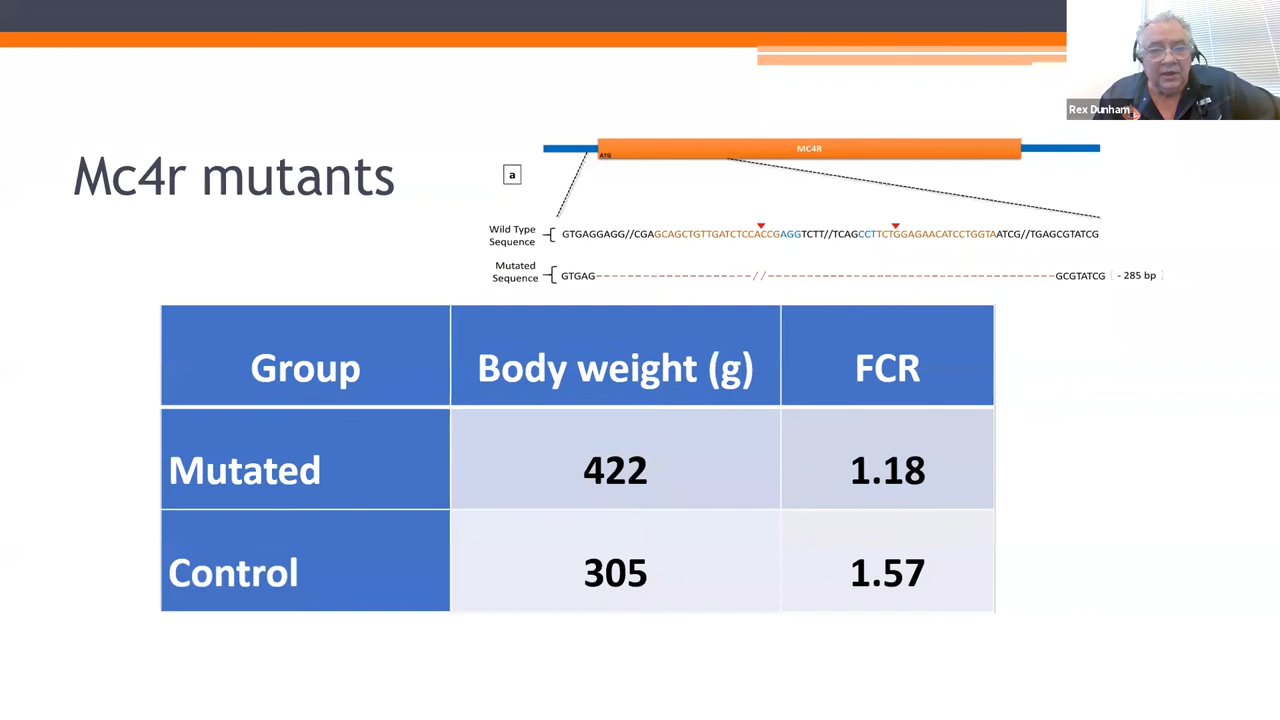 Rex Dunham
Mc4r mutants
MC4R
ATG
a
Wild Type
Sequence
GTGAGGAGG//CGAGCAGCTGTTGATCTCCACCGAGGTCTT//TCAGCCTTCTGGAGAACATCCTGGTAATCG//TGAGCGTATCG
Mutated
Sequence
GTGAG------------------------//--------------------------------------------GCGTATCG ( - 285 bp )
Group Body weight (g) FCR
Mutated 422 1.18
Control 305 1.57